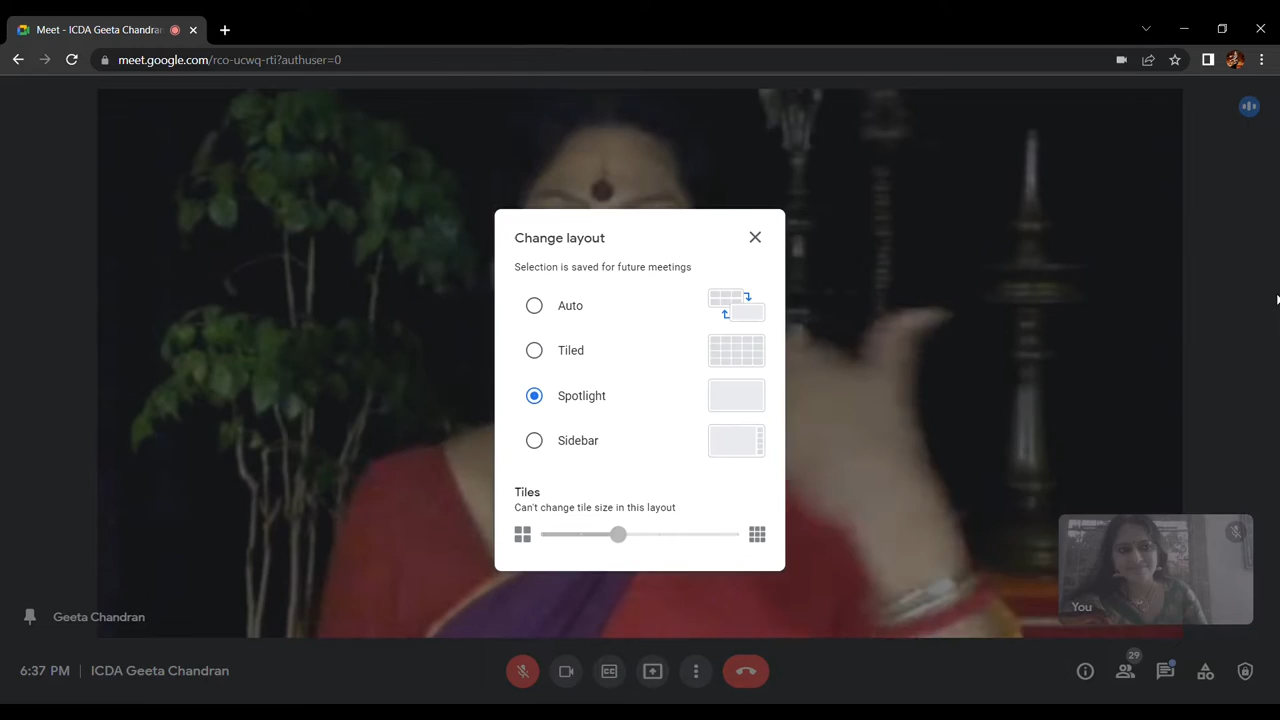 Meet - ICDA Geeta Chandran
meet.google.com/rco-ucwq-rti?authuser=0
Change layout
Selection is saved for future meetings
Auto
Tiled
Spotlight
Sidebar
Tiles
Can't change tile size in this layout
You
Geeta Chandran
6:37 PM | ICDA Geeta Chandran
29